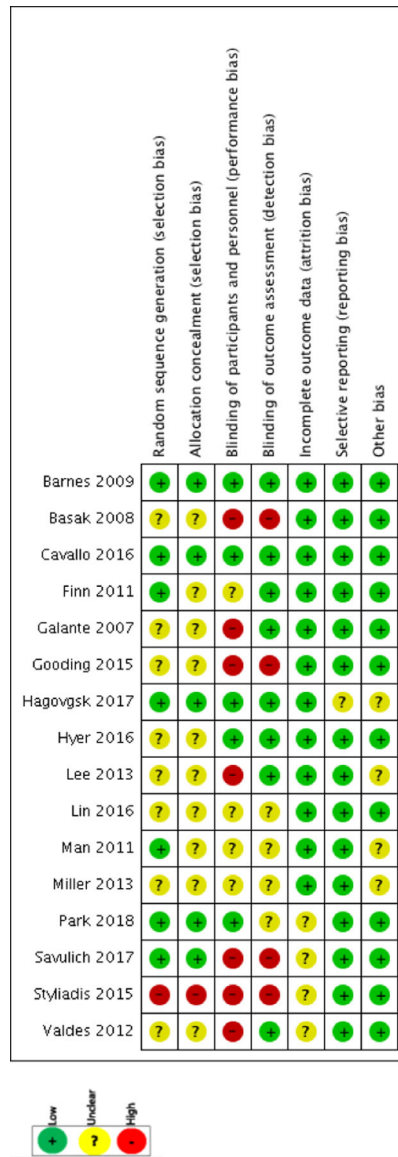 Random sequence generation (selection bias)
Allocation concealment (selection bias)
Blinding of participants and personnel (performance bias)
Blinding of outcome assessment (detection bias)
Incomplete outcome data (attrition bias)
Selective reporting (reporting bias)
Other bias
Barnes 2009 + + + + + + +
Basak 2008 ? ? - - + + +
Cavallo 2016 + + + + + + +
Finn 2011 + ? ? + + + +
Galante 2007 ? ? - + + + +
Gooding 2015 ? ? - - + + +
Hagovgsk 2017 + + + + + ? ?
Hyer 2016 ? ? + + + + +
Lee 2013 ? ? - + + + ?
Lin 2016 ? ? ? ? + + +
Man 2011 + ? ? ? + + ?
Miller 2013 ? ? ? ? + + ?
Park 2018 + + + ? ? + +
Savulich 2017 + + - - ? + +
Styliadis 2015 - - - - ? + +
Valdes 2012 ? ? - + ? + +
Low Unclear High
+ ? -